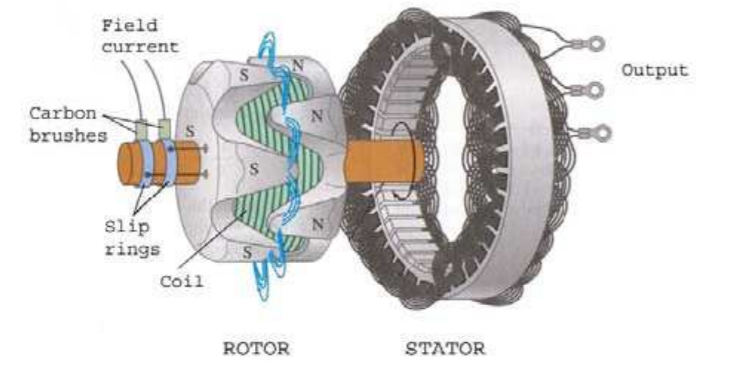 Field
current
Carbon
brushes
Slip
rings
Coil
S
N
S
N
S
N
S
Output
ROTOR
STATOR